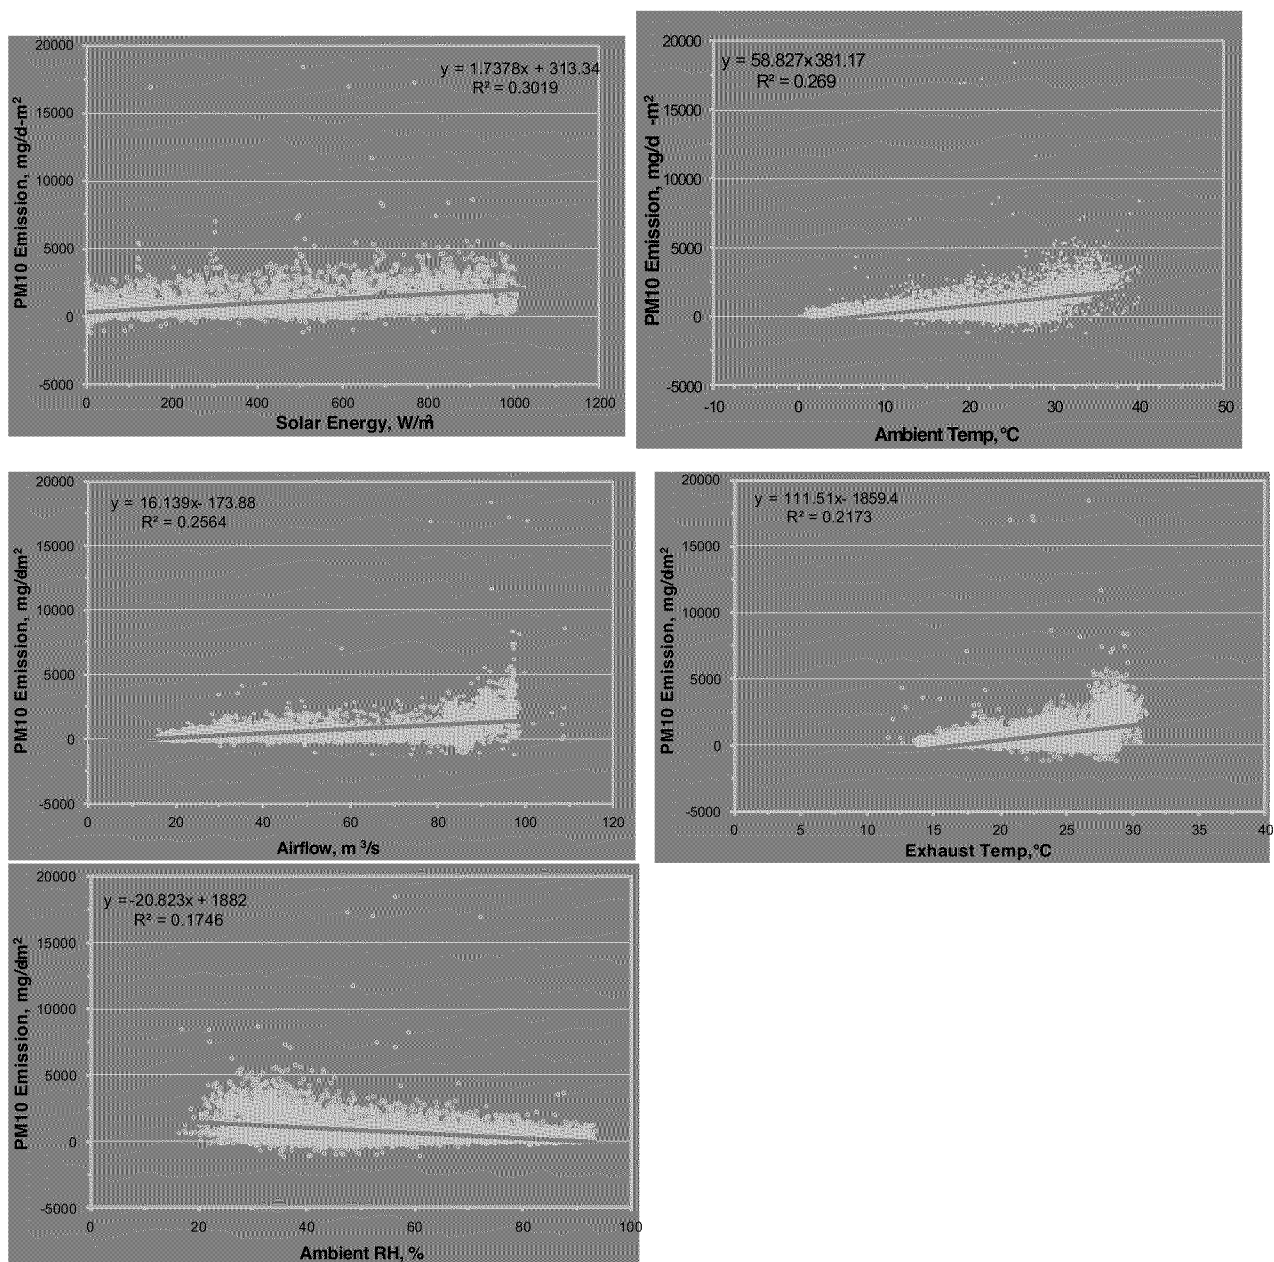 20000
15000
10000
5000
0
-5000
PM10 Emission, mg/d-m²
y = 1.7378x + 313.34
R² = 0.3019
0 200 400 600 800 1000 1200
Solar Energy, W/m²
20000
15000
10000
5000
0
-5000
PM10 Emission, mg/d -m²
y = 58.827x381.17
R² = 0.269
-10 0 10 20 30 40 50
Ambient Temp,°C
20000
15000
10000
5000
0
-5000
PM10 Emission, mg/dm²
y = 16.139x- 173.88
R² = 0.2564
0 20 40 60 80 100 120
Airflow, m ³/s
20000
15000
10000
5000
0
-5000
PM10 Emission, mg/dm²
y = 111.51x- 1859.4
R² = 0.2173
0 5 10 15 20 25 30 35 40
Exhaust Temp,°C
20000
15000
10000
5000
0
-5000
PM10 Emission, mg/dm²
y =-20.823x + 1882
R² = 0.1746
0 20 40 60 80 100
Ambient RH, %